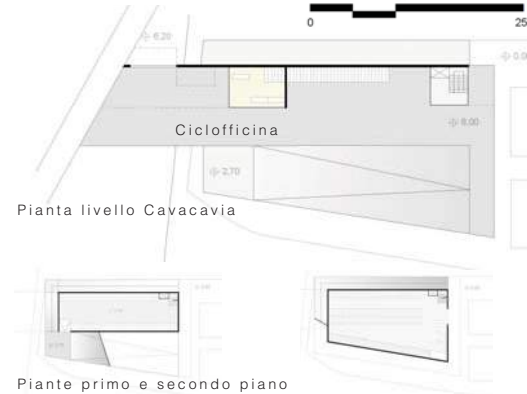 0 25
6,20
0,00
Ciclofficina
8,00
2,70
Pianta livello Cavacavia
Piante primo e secondo piano